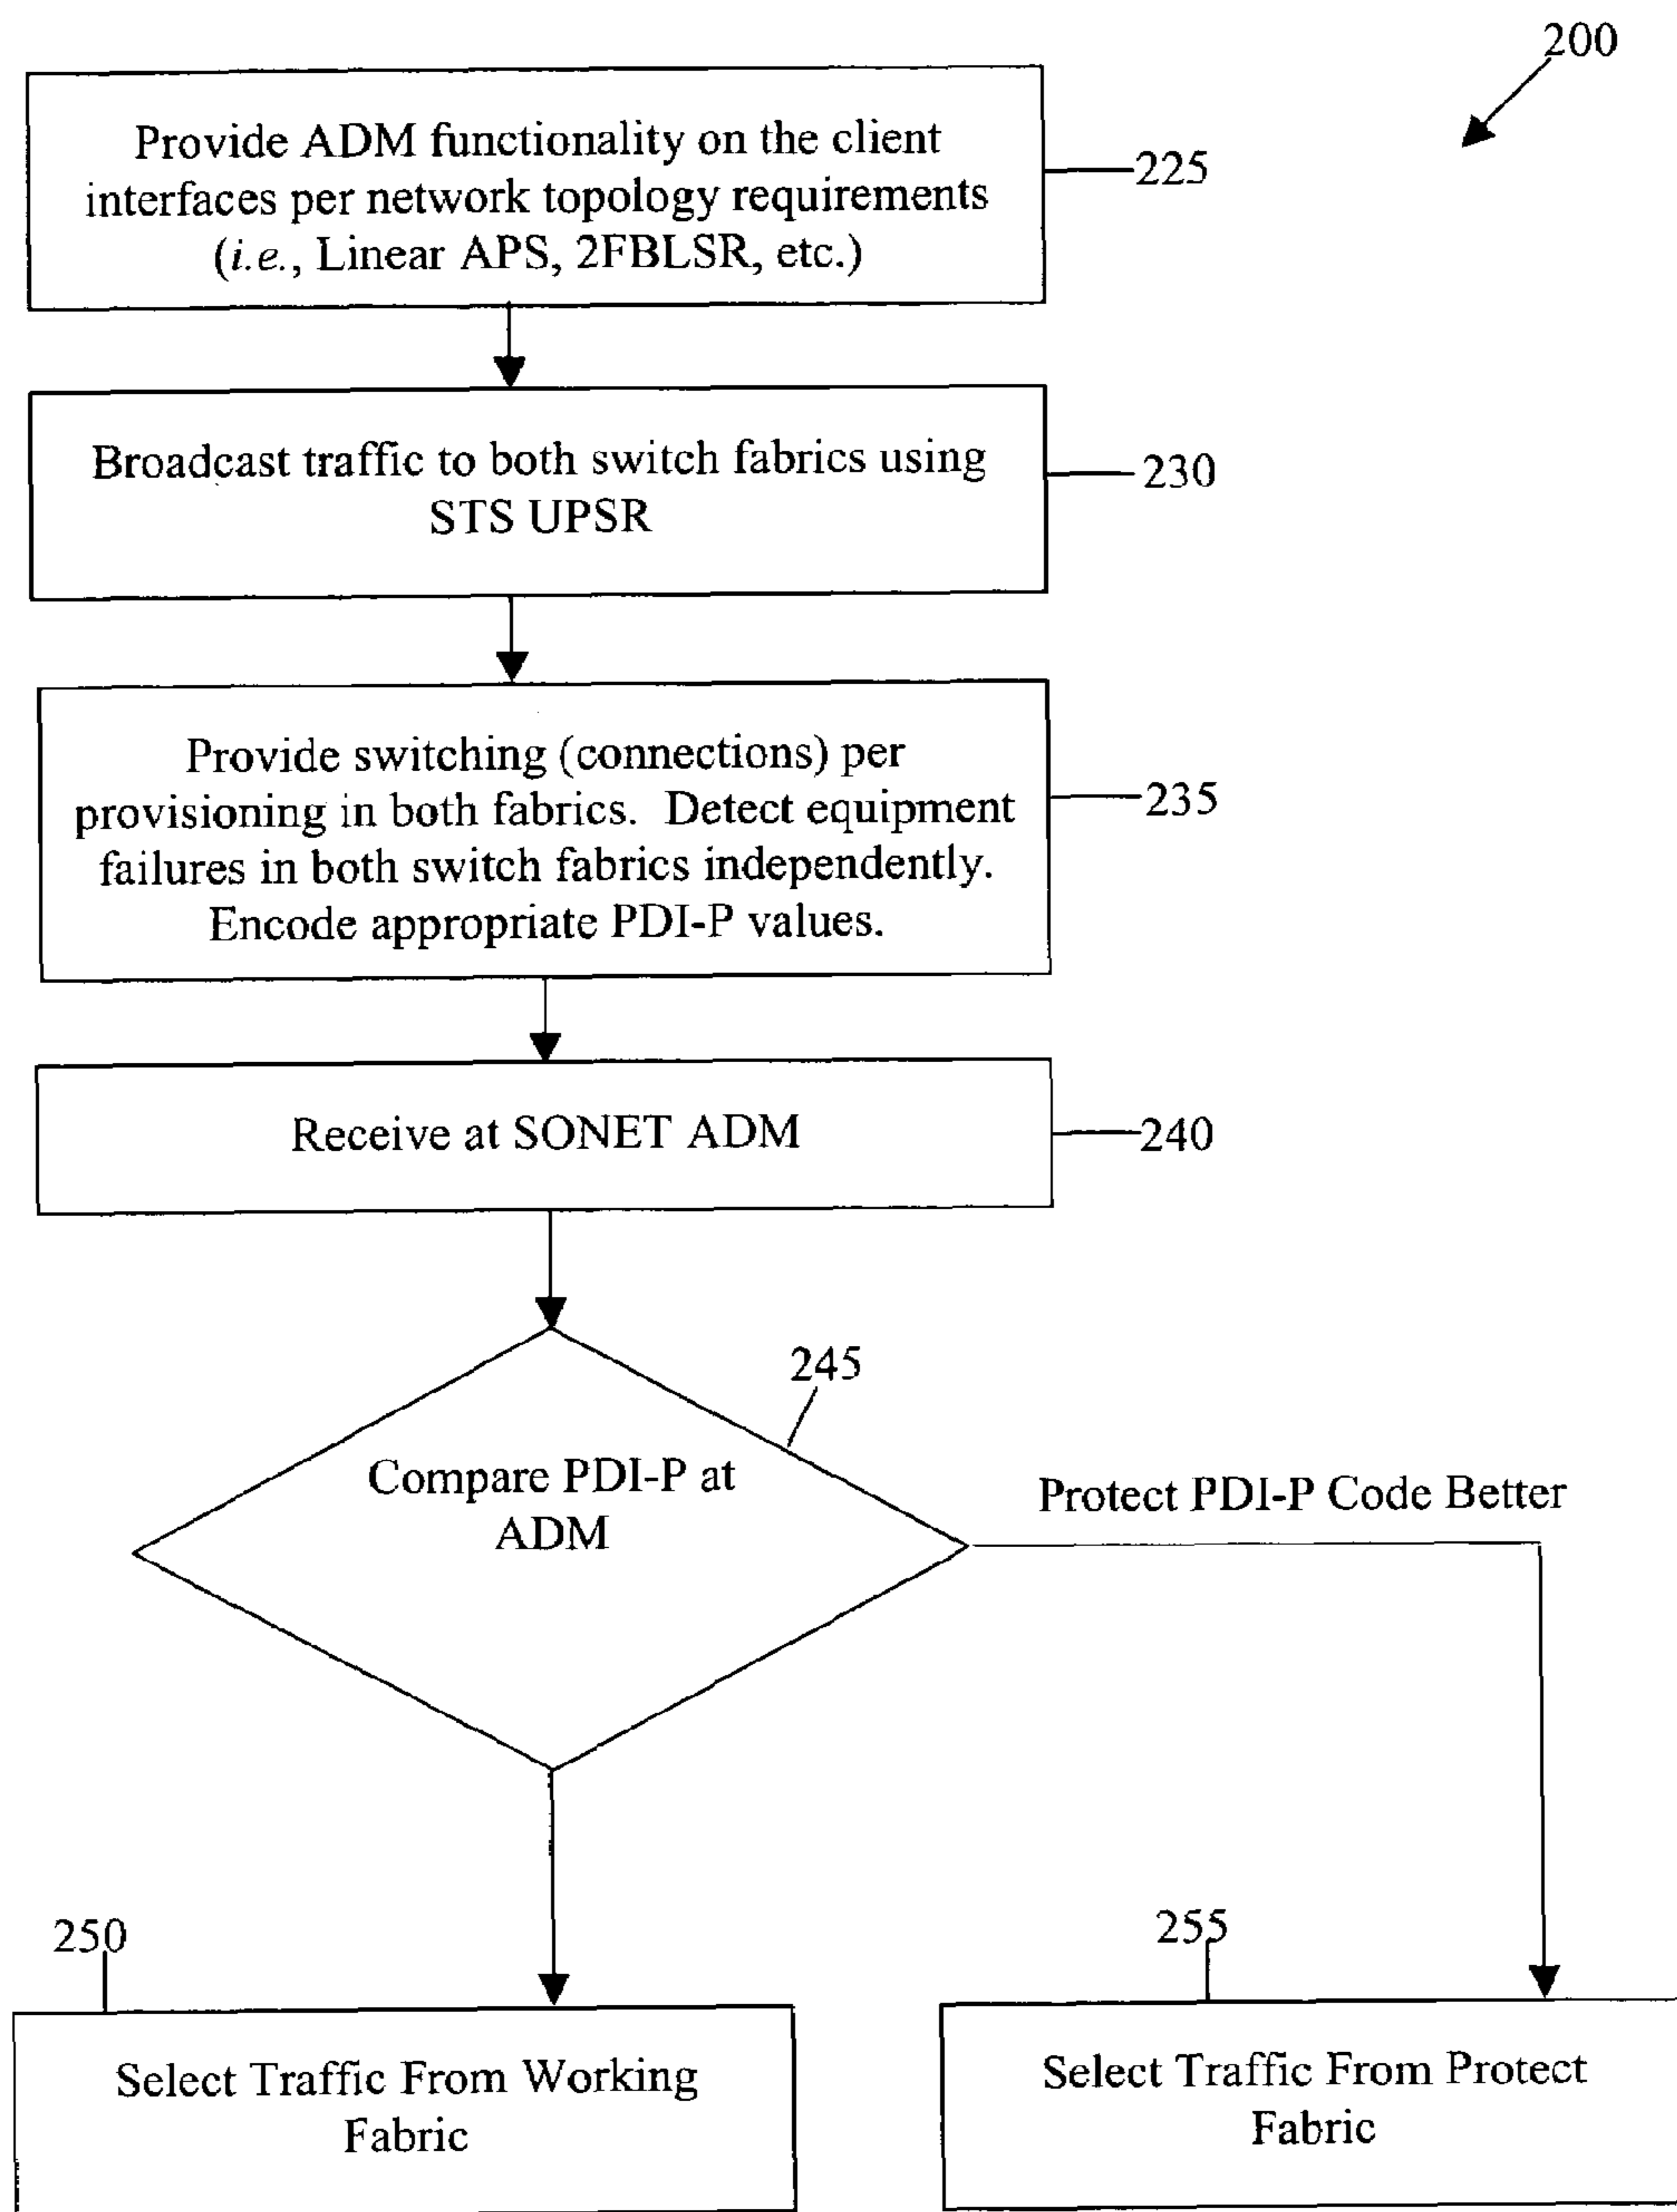 200
Provide ADM functionality on the client
interfaces per network topology requirements
(i.e., Linear APS, 2FBLSR, etc.)
225
Broadcast traffic to both switch fabrics using
STS UPSR
230
Provide switching (connections) per
provisioning in both fabrics. Detect equipment
failures in both switch fabrics independently.
Encode appropriate PDI-P values.
235
Receive at SONET ADM
240
245
Compare PDI-P at
ADM
Protect PDI-P Code Better
250
255
Select Traffic From Working
Fabric
Select Traffic From Protect
Fabric